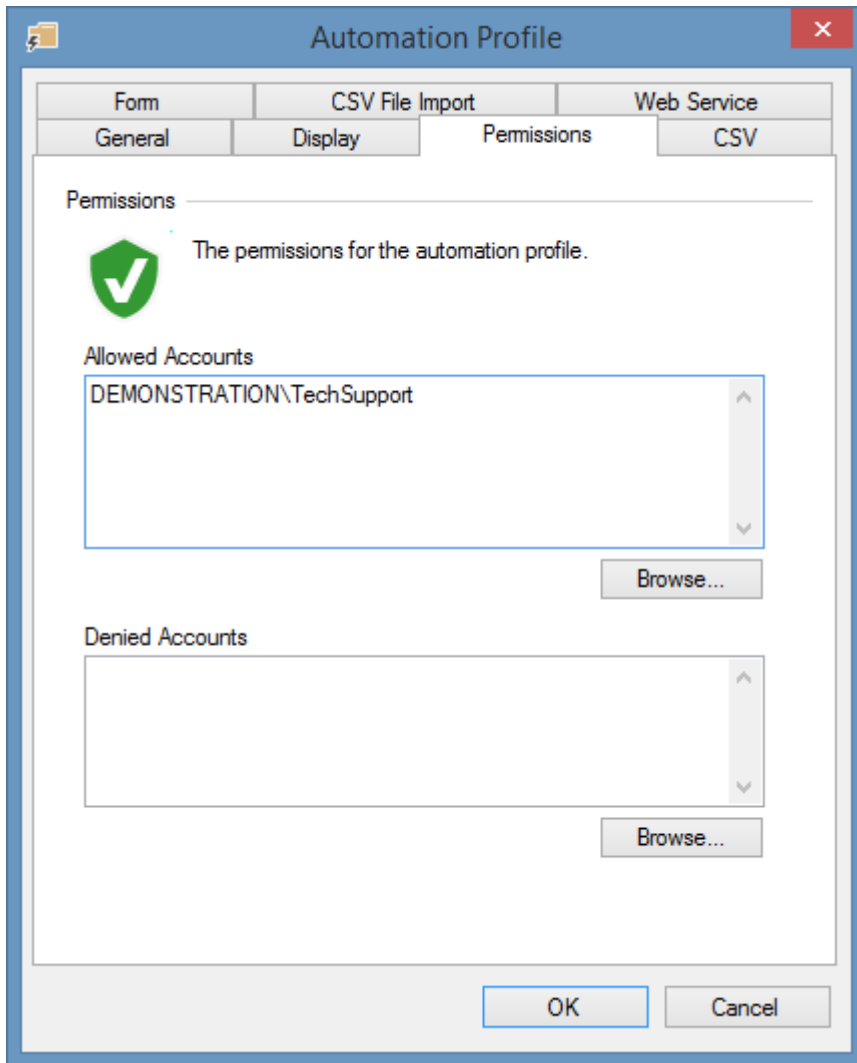 Automation Profile
Form CSV File Import Web Service
General Display Permissions CSV
Permissions
The permissions for the automation profile.
Allowed Accounts
DEMONSTRATION\TechSupport
Browse...
Denied Accounts
Browse...
OK Cancel